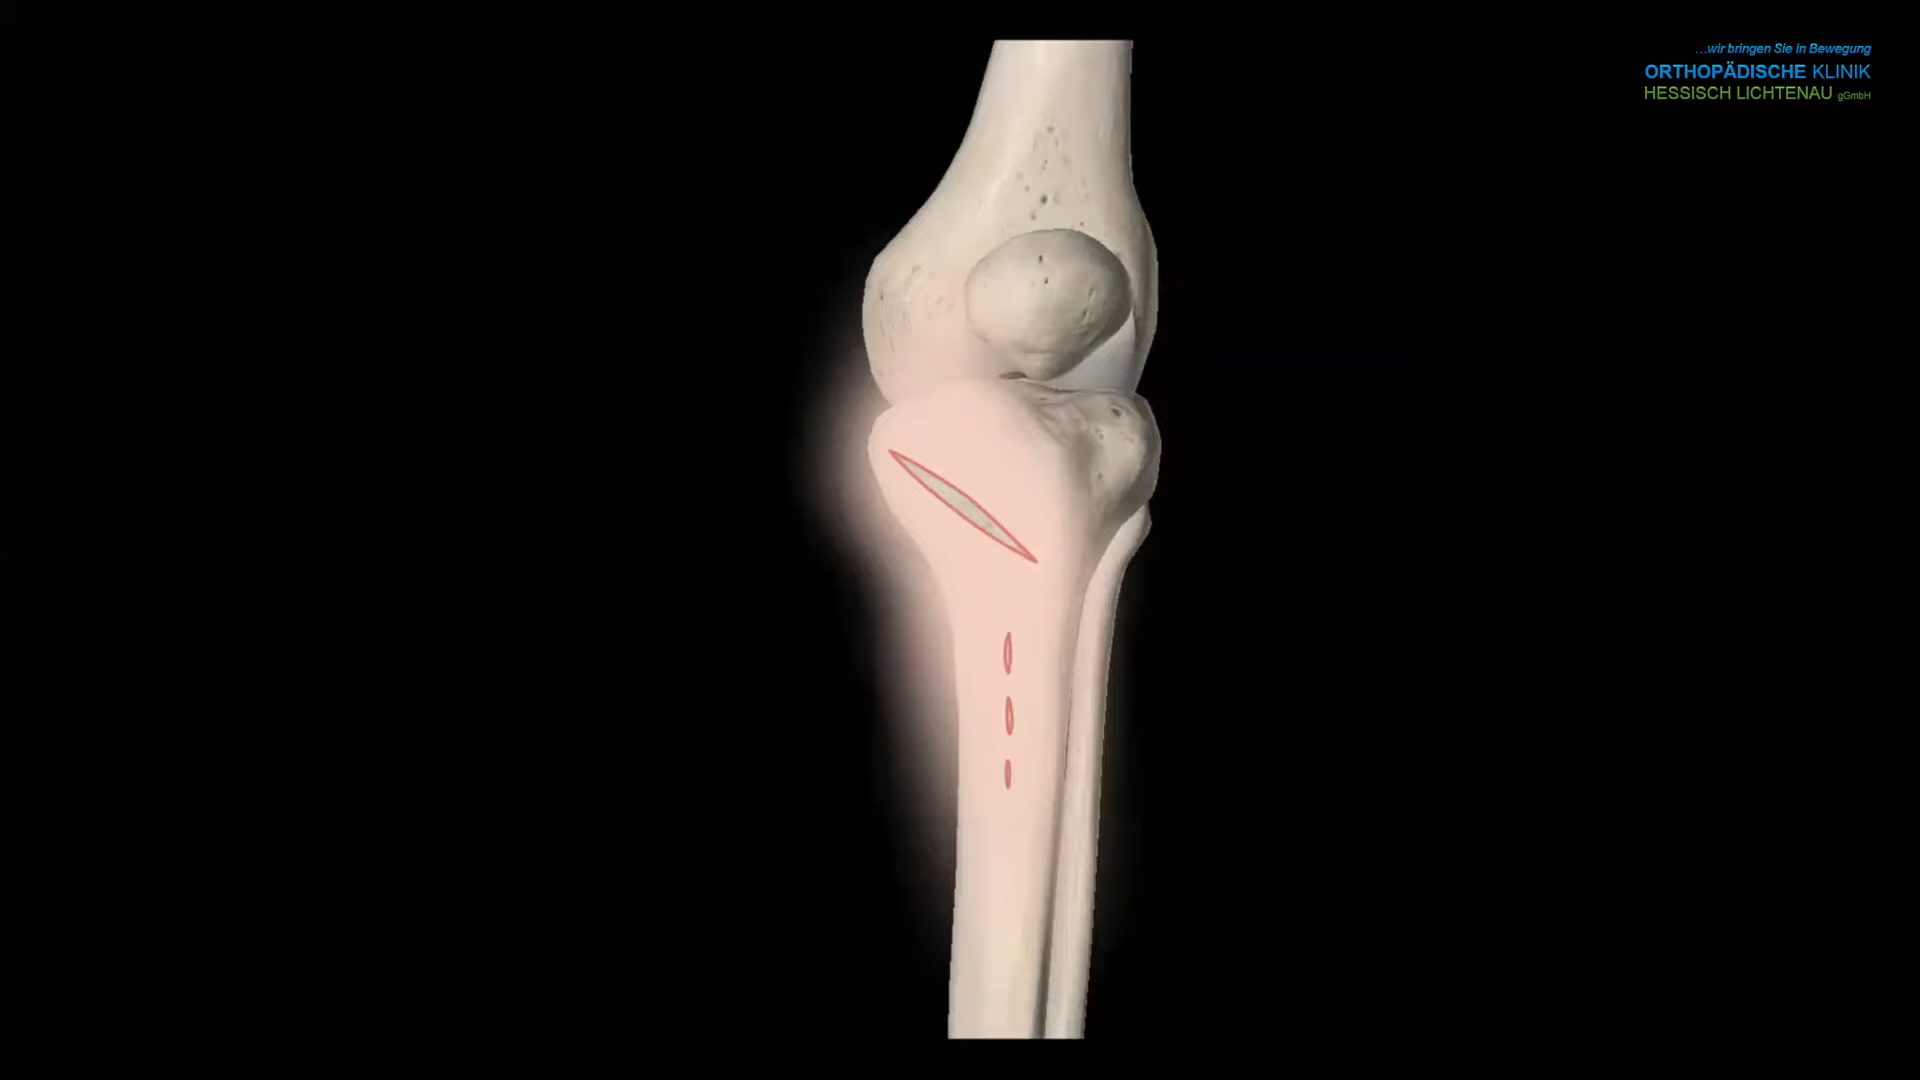 ...wir bringen Sie in Bewegung
ORTHOPÄDISCHE KLINIK
HESSISCH LICHTENAU gGmbH